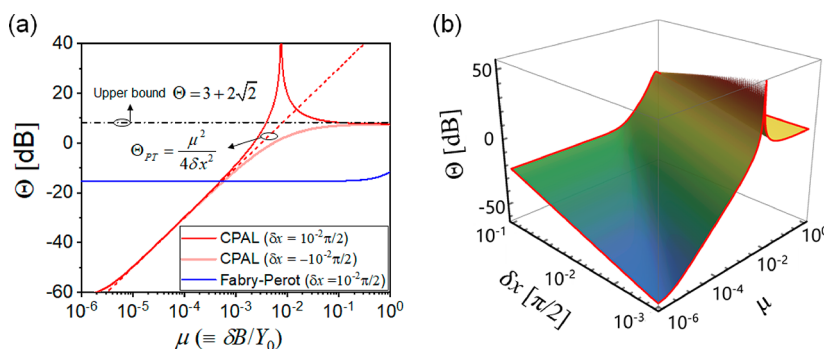 (a)
Θ [dB]
40
20
0
-20
-40
-60
Upper bound Θ = 3 + 2√2
Θ_PT = μ² / 4δx²
CPAL (δx = 10⁻²π/2)
CPAL (δx = −10⁻²π/2)
Fabry-Perot (δx =10⁻²π/2)
10⁻⁶ 10⁻⁵ 10⁻⁴ 10⁻³ 10⁻² 10⁻¹ 10⁰
μ (≡ δB/Y₀)
(b)
Θ [dB]
50
0
-50
10⁻¹
10⁻²
10⁻³
δx [π/2]
10⁻⁶
10⁻⁴
10⁻²
10⁰
μ